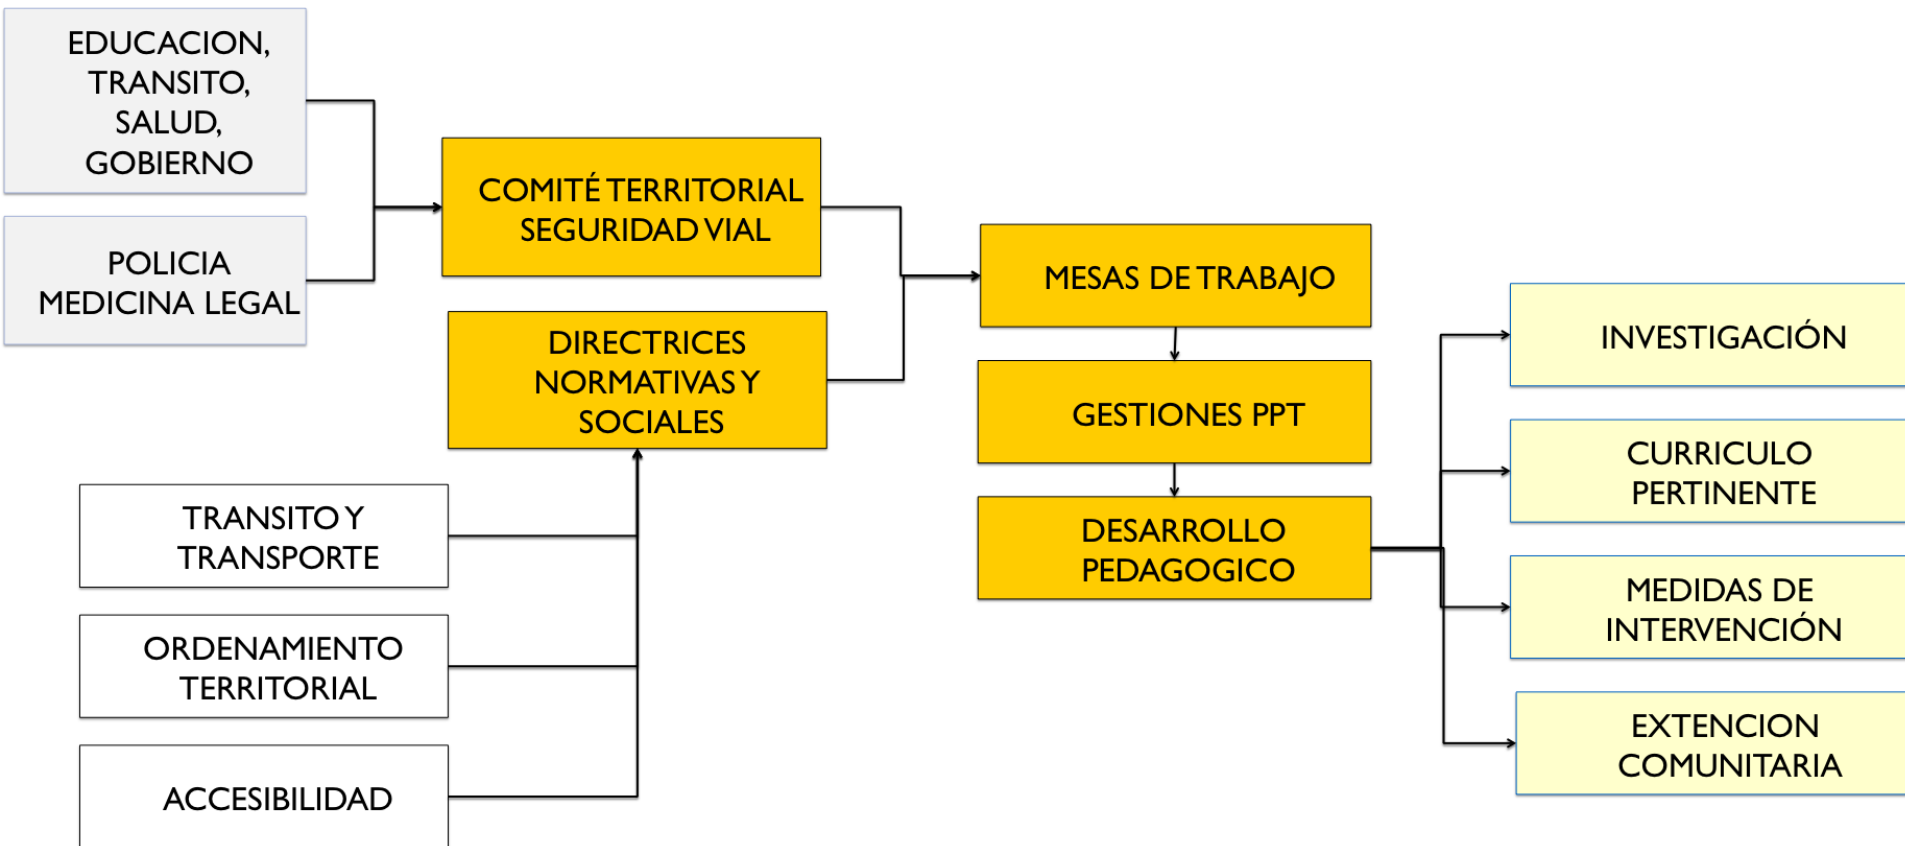 EDUCACION,
TRANSITO,
SALUD,
GOBIERNO
POLICIA
MEDICINA LEGAL
COMITÉ TERRITORIAL
SEGURIDAD VIAL
DIRECTRICES
NORMATIVAS Y
SOCIALES
TRANSITO Y
TRANSPORTE
ORDENAMIENTO
TERRITORIAL
ACCESIBILIDAD
MESAS DE TRABAJO
GESTIONES PPT
DESARROLLO
PEDAGOGICO
INVESTIGACIÓN
CURRICULO
PERTINENTE
MEDIDAS DE
INTERVENCIÓN
EXTENCION
COMUNITARIA